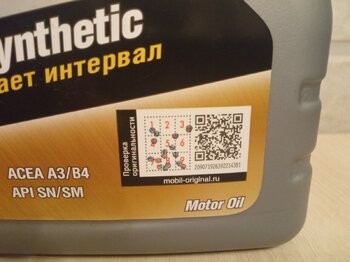 ynthetic
ает интервал
ACEA A3/B4
API SN/SM
Проверка
оригинальности
mobil-original.ru
Motor Oil